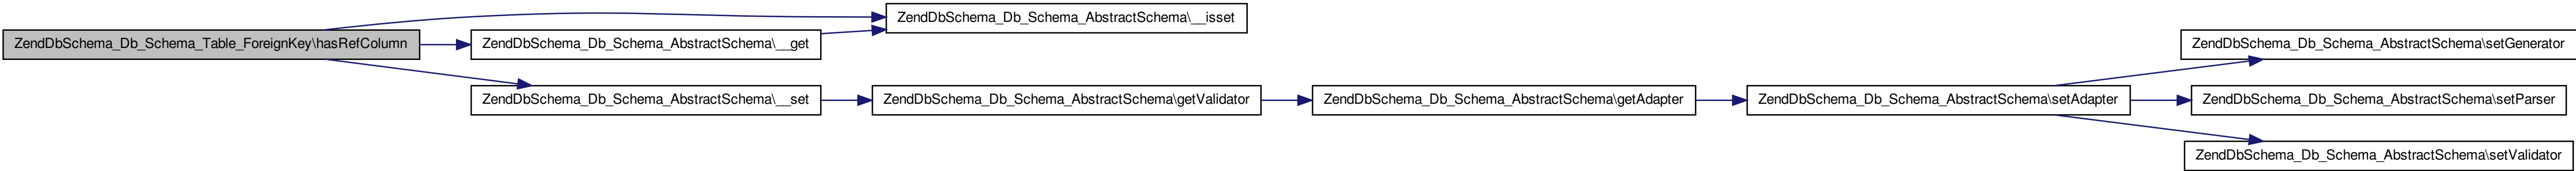 ZendDbSchema_Db_Schema_Table_ForeignKey\hasRefColumn
ZendDbSchema_Db_Schema_AbstractSchema\__isset
ZendDbSchema_Db_Schema_AbstractSchema\__get
ZendDbSchema_Db_Schema_AbstractSchema\__set
ZendDbSchema_Db_Schema_AbstractSchema\getValidator
ZendDbSchema_Db_Schema_AbstractSchema\getAdapter
ZendDbSchema_Db_Schema_AbstractSchema\setAdapter
ZendDbSchema_Db_Schema_AbstractSchema\setGenerator
ZendDbSchema_Db_Schema_AbstractSchema\setParser
ZendDbSchema_Db_Schema_AbstractSchema\setValidator